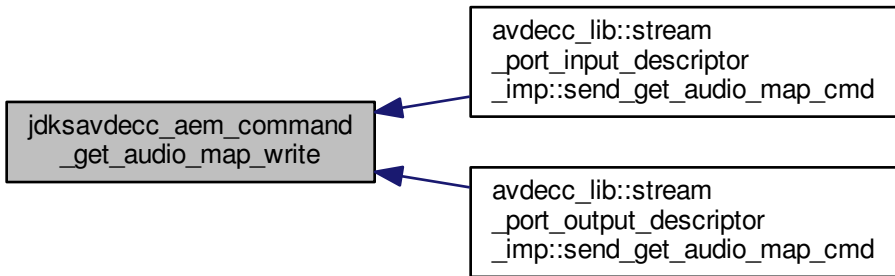 jdksavdecc_aem_command
_get_audio_map_write
avdecc_lib::stream
_port_input_descriptor
_imp::send_get_audio_map_cmd
avdecc_lib::stream
_port_output_descriptor
_imp::send_get_audio_map_cmd